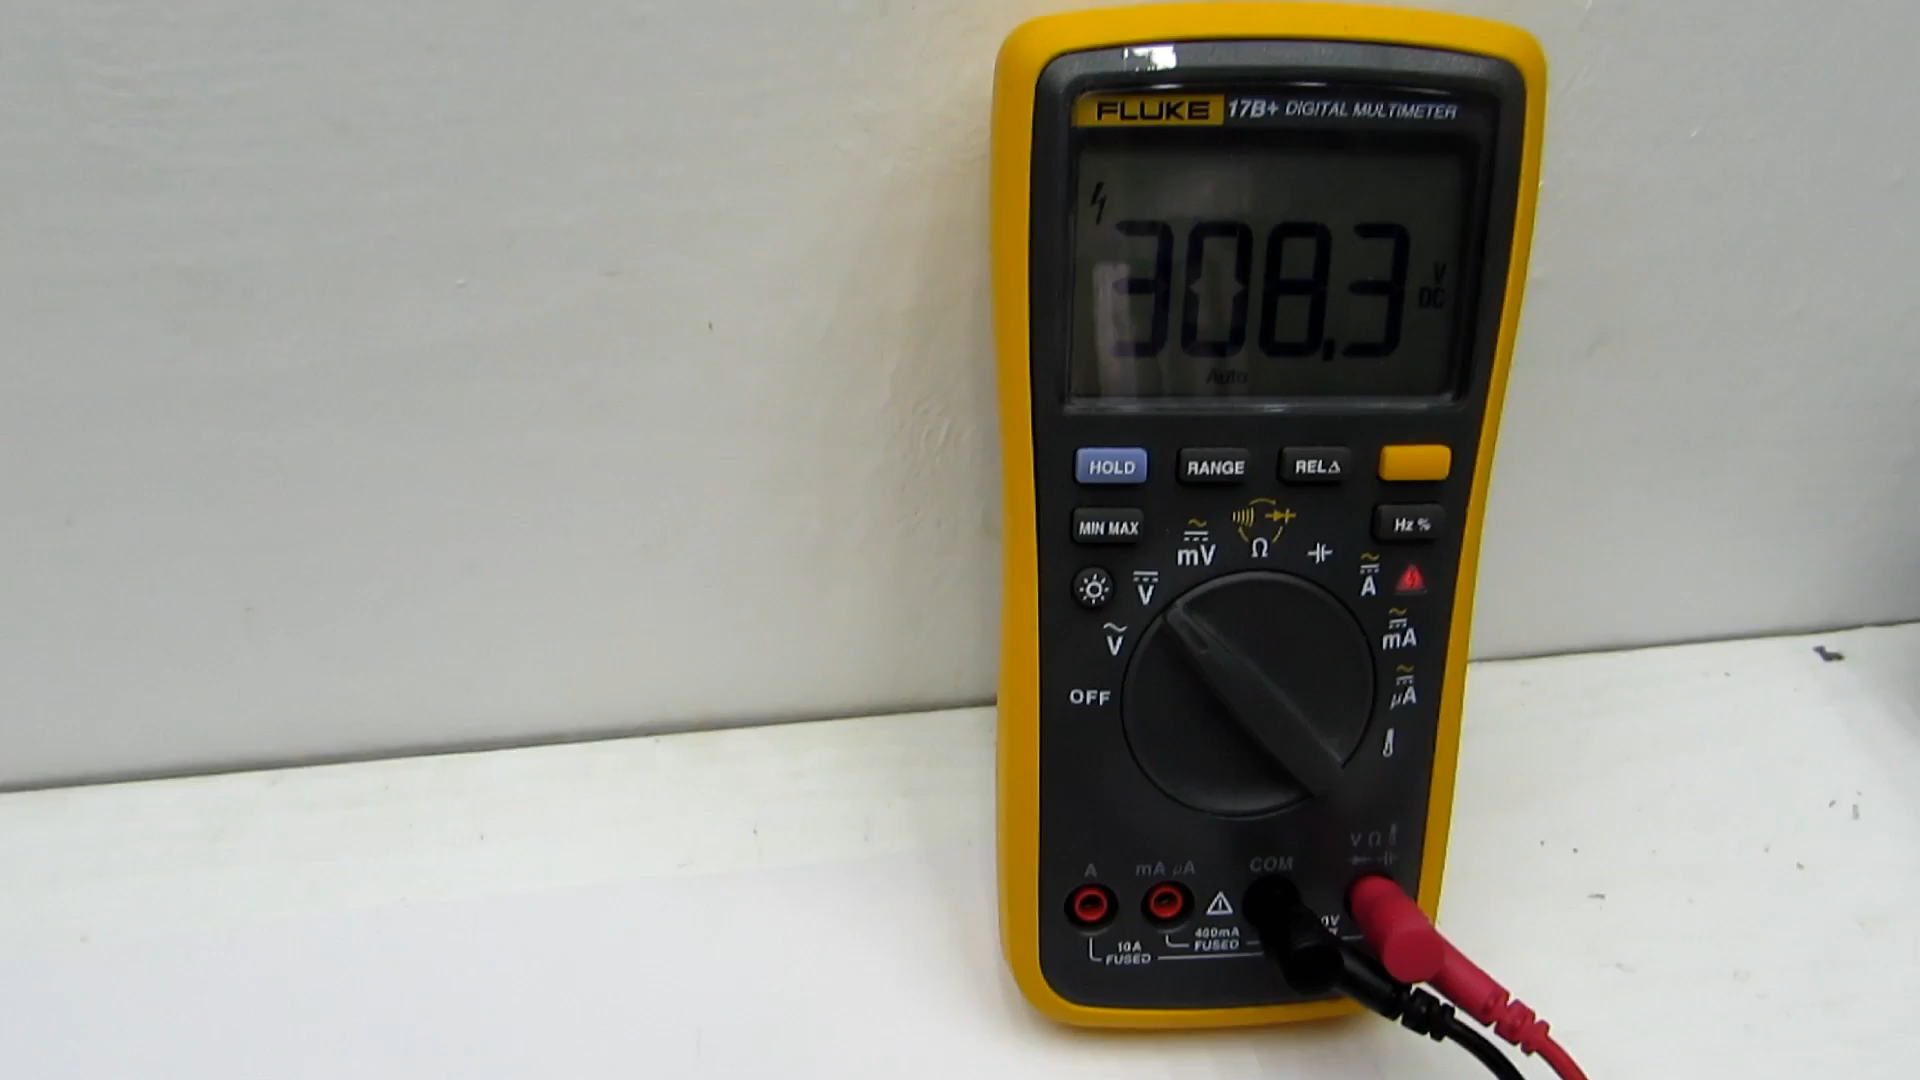 FLUKE 17B+ DIGITAL MULTIMETER
308.3 V DC
Auto
HOLD RANGE REL△
MIN MAX Hz %
mV Ω
V A
V mA
OFF µA
V Ω
A mA µA COM
10A FUSED
400mA FUSED